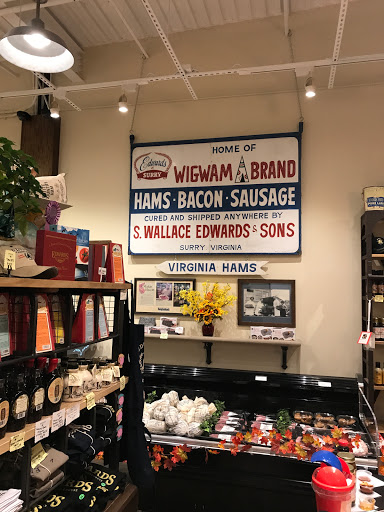 HOME OF
Edwards
SURRY
WIGWAM BRAND
HAMS · BACON · SAUSAGE
CURED AND SHIPPED ANYWHERE BY
S. WALLACE EDWARDS & SONS
SURRY VIRGINIA
VIRGINIA HAMS